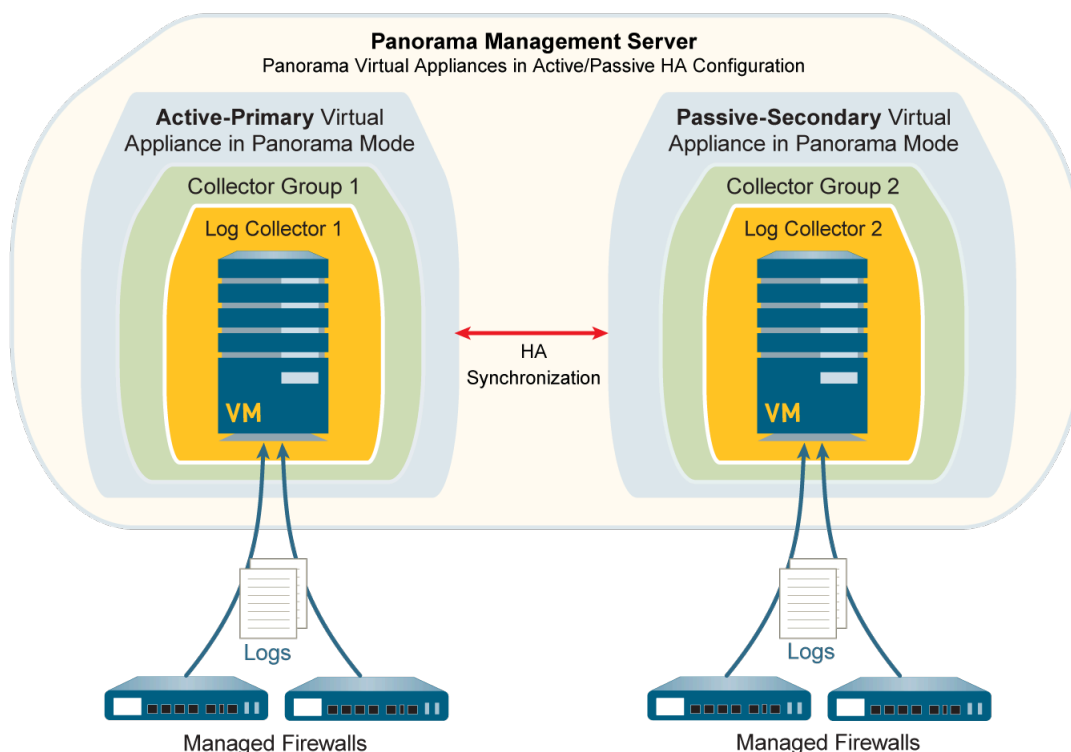 Panorama Management Server
Panorama Virtual Appliances in Active/Passive HA Configuration
Active-Primary Virtual
Appliance in Panorama Mode
Collector Group 1
Log Collector 1
VM
Passive-Secondary Virtual
Appliance in Panorama Mode
Collector Group 2
Log Collector 2
VM
HA
Synchronization
Logs
Managed Firewalls
Logs
Managed Firewalls